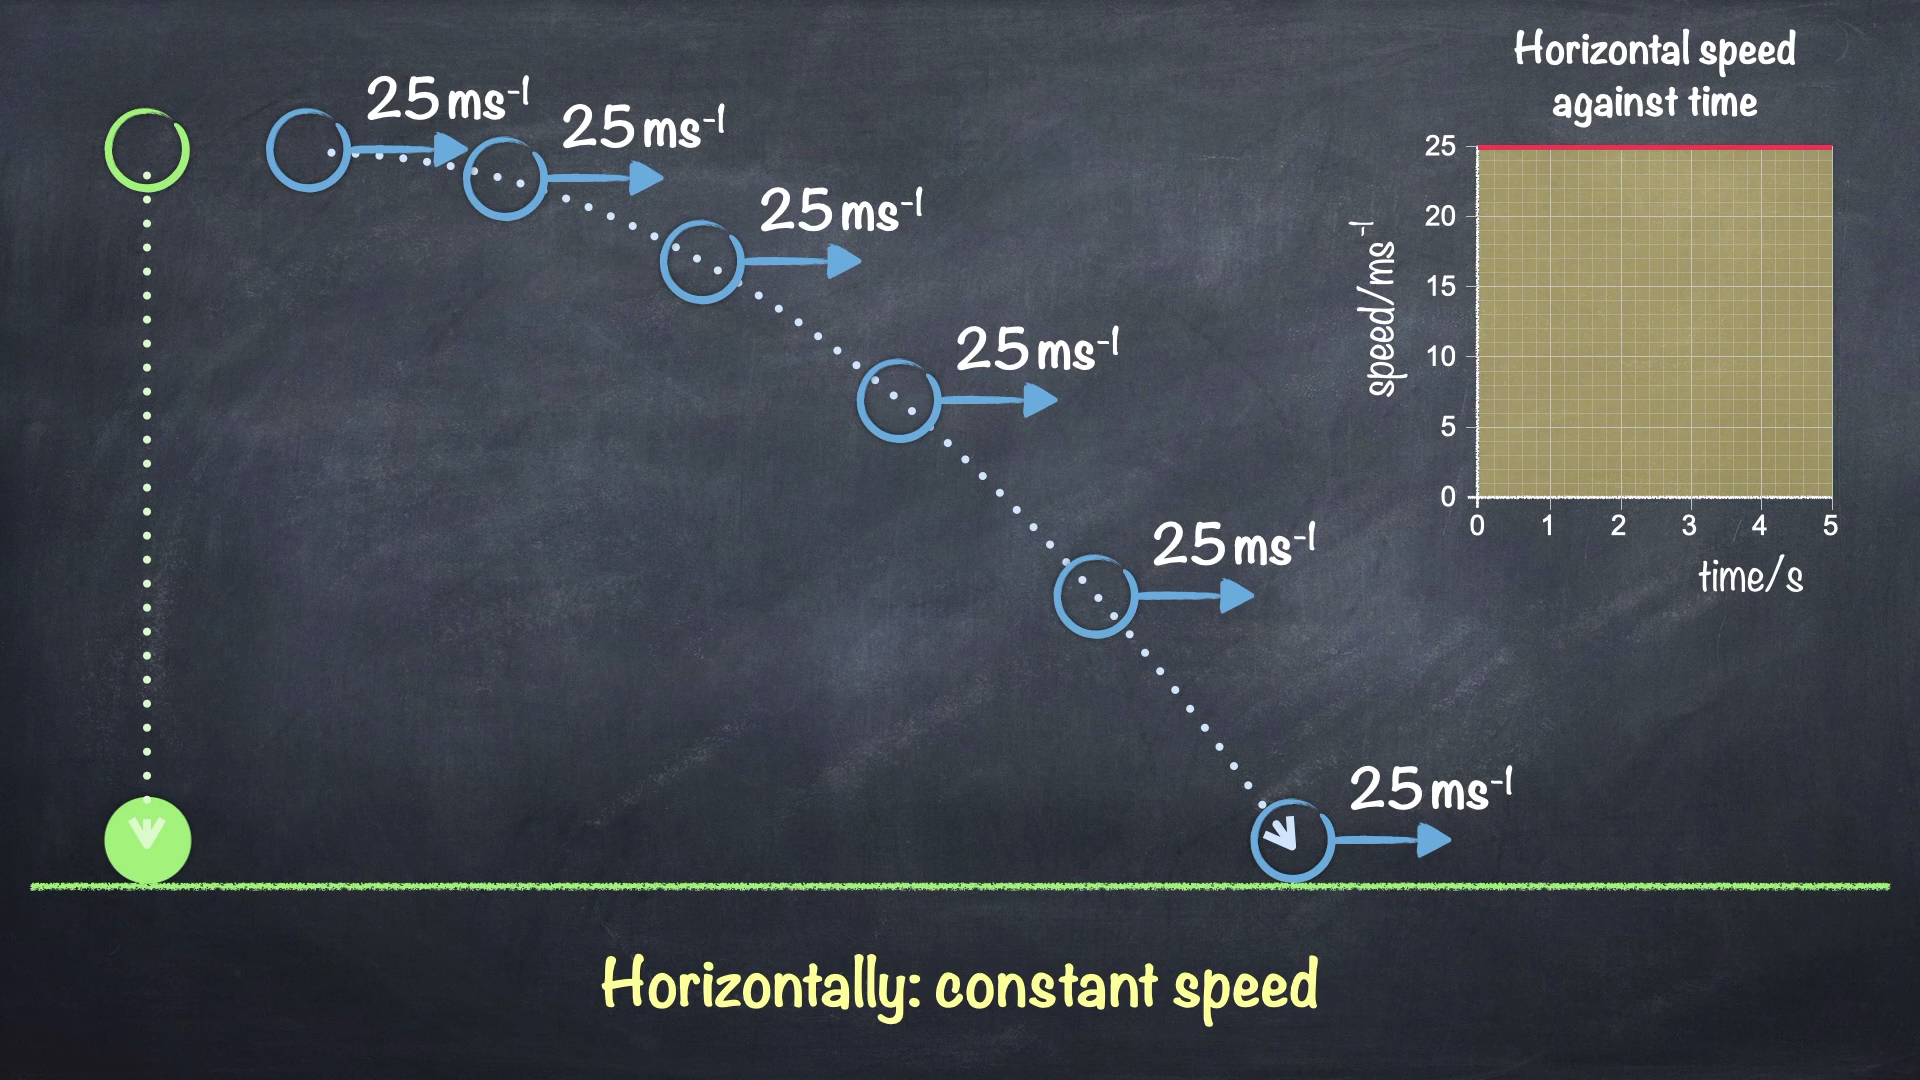 25ms⁻¹
25ms⁻¹
25ms⁻¹
25ms⁻¹
25ms⁻¹
25ms⁻¹
Horizontal speed
against time
speed/ms⁻¹
25
20
15
10
5
0
0 1 2 3 4 5
time/s
Horizontally: constant speed